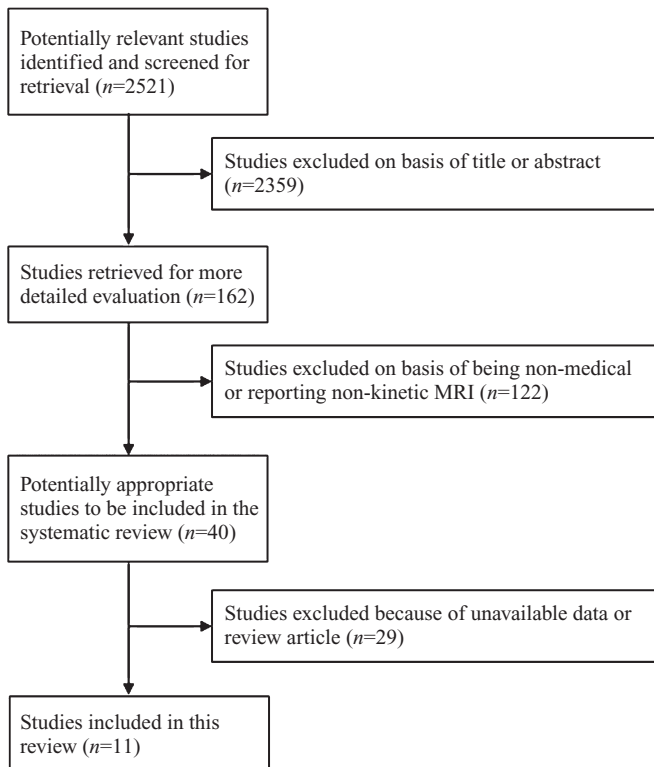 Potentially relevant studies
identified and screened for
retrieval (n=2521)
Studies excluded on basis of title or abstract
(n=2359)
Studies retrieved for more
detailed evaluation (n=162)
Studies excluded on basis of being non-medical
or reporting non-kinetic MRI (n=122)
Potentially appropriate
studies to be included in the
systematic review (n=40)
Studies excluded because of unavailable data or
review article (n=29)
Studies included in this
review (n=11)